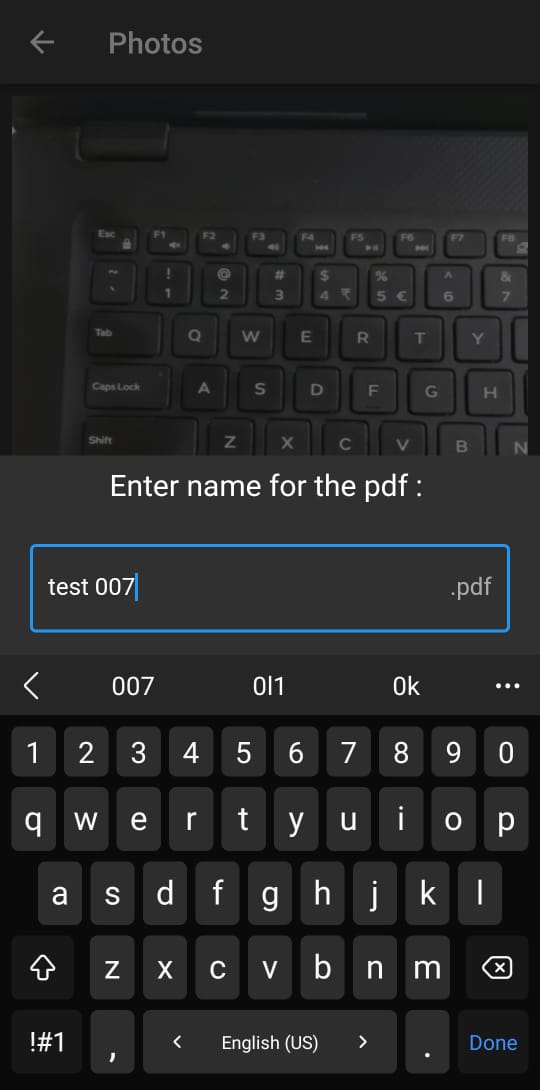 Photos
Esc F1 F2 F3 F4 F5 F6 F7 F8
~ ! @ # $ % ^ &
` 1 2 3 4 ₹ 5 € 6 7
Tab Q W E R T Y
Caps Lock A S D F G H
Shift Z X C V B N
Enter name for the pdf :
test 007 .pdf
007 0l1 0k
1 2 3 4 5 6 7 8 9 0
q w e r t y u i o p
a s d f g h j k l
z x c v b n m
!#1 , < English (US) > . Done